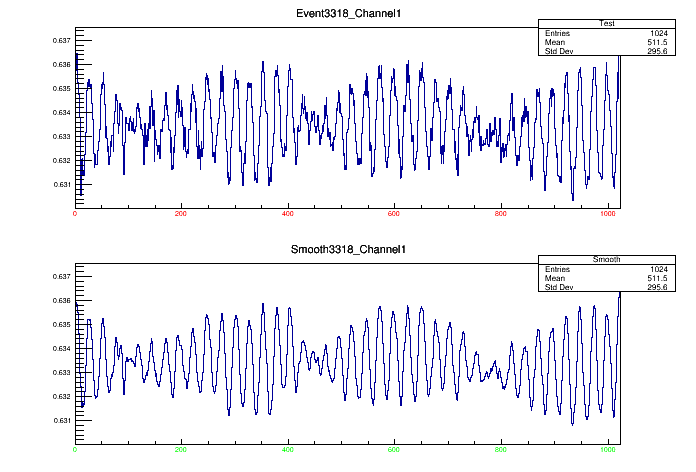 Event3318_Channel1
Test
Entries 1024
Mean 511.5
Std Dev 295.6
0.637
0.636
0.635
0.634
0.633
0.632
0.631
0 200 400 600 800 1000
Smooth3318_Channel1
Smooth
Entries 1024
Mean 511.5
Std Dev 295.6
0.637
0.636
0.635
0.634
0.633
0.632
0.631
0 200 400 600 800 1000